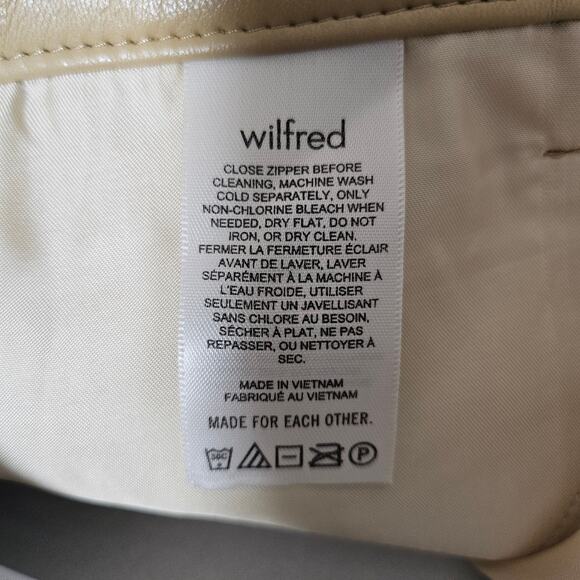 wilfred
CLOSE ZIPPER BEFORE
CLEANING, MACHINE WASH
COLD SEPARATELY, ONLY
NON-CHLORINE BLEACH WHEN
NEEDED, DRY FLAT, DO NOT
IRON, OR DRY CLEAN.
FERMER LA FERMETURE ÉCLAIR
AVANT DE LAVER, LAVER
SÉPARÉMENT À LA MACHINE À
L'EAU FROIDE, UTILISER
SEULEMENT UN JAVELLISANT
SANS CHLORE AU BESOIN,
SÉCHER À PLAT, NE PAS
REPASSER, OU NETTOYER À
SEC.
MADE IN VIETNAM
FABRIQUÉ AU VIETNAM
MADE FOR EACH OTHER.
30C P